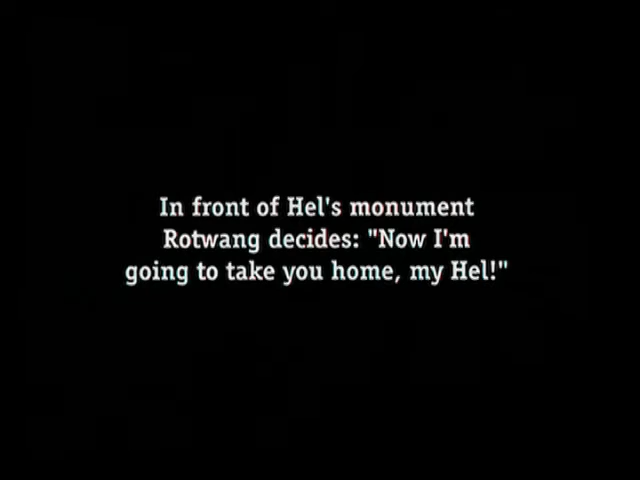 In front of Hel's monument
Rotwang decides: "Now I'm
going to take you home, my Hel!"